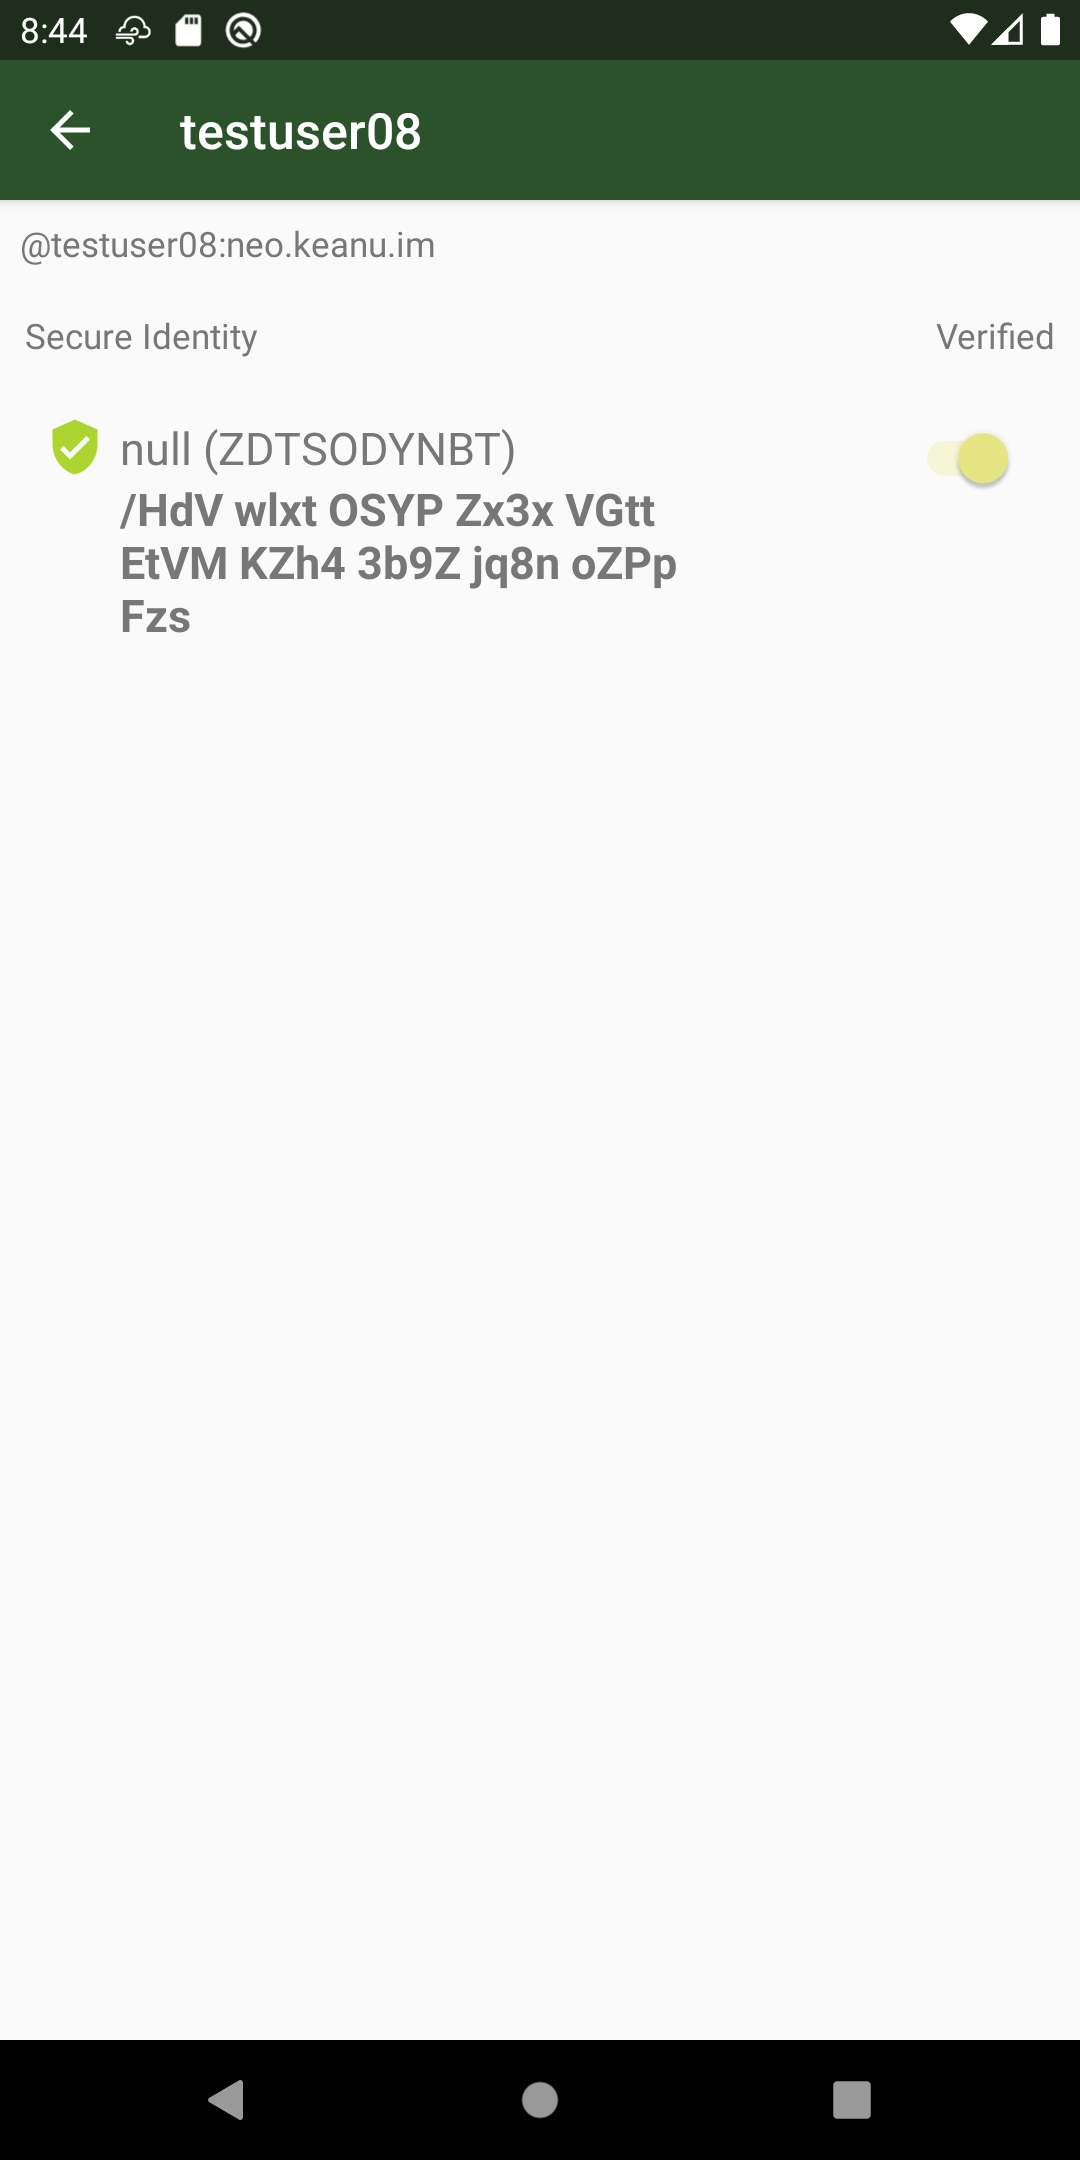 8:44
testuser08
@testuser08:neo.keanu.im
Secure Identity Verified
null (ZDTSODYNBT)
/HdV wlxt OSYP Zx3x VGtt
EtVM KZh4 3b9Z jq8n oZPp
Fzs